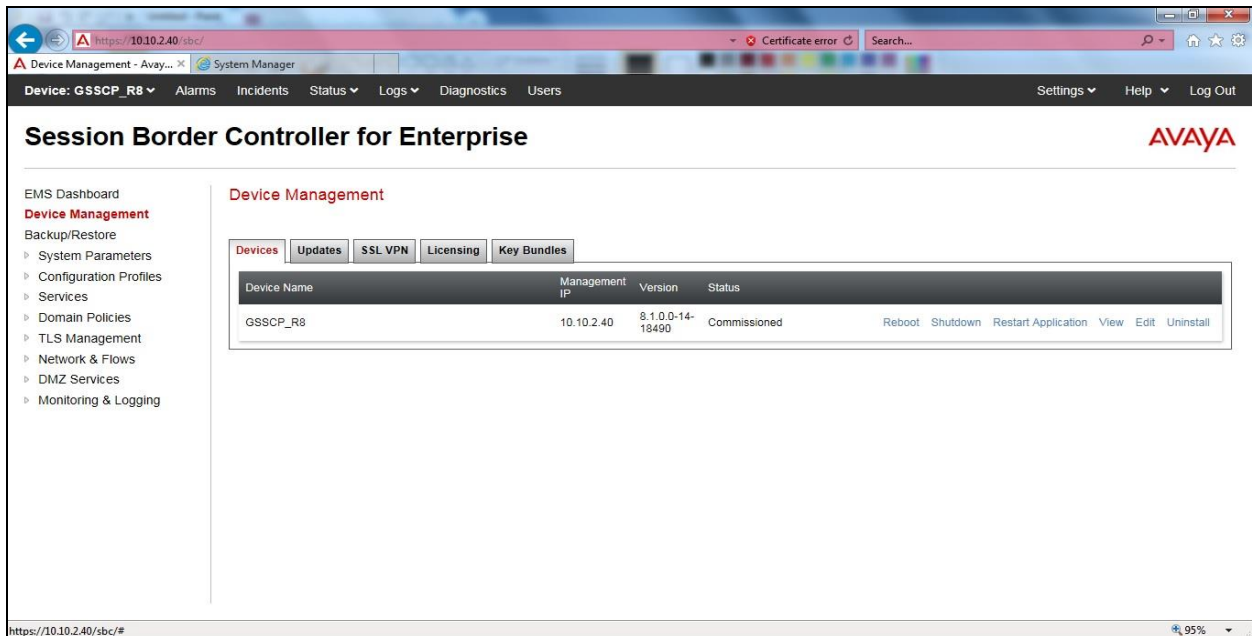 https://10.10.2.40/sbc/
Certificate error
Search...
Device Management - Avay...
System Manager
Device: GSSCP_R8 Alarms Incidents Status Logs Diagnostics Users Settings Help Log Out
Session Border Controller for Enterprise
AVAYA
EMS Dashboard
Device Management
Backup/Restore
System Parameters
Configuration Profiles
Services
Domain Policies
TLS Management
Network & Flows
DMZ Services
Monitoring & Logging
Device Management
Devices Updates SSL VPN Licensing Key Bundles
Device Name Management IP Version Status
GSSCP_R8 10.10.2.40 8.1.0.0-14-18490 Commissioned Reboot Shutdown Restart Application View Edit Uninstall
https://10.10.2.40/sbc/#
95%